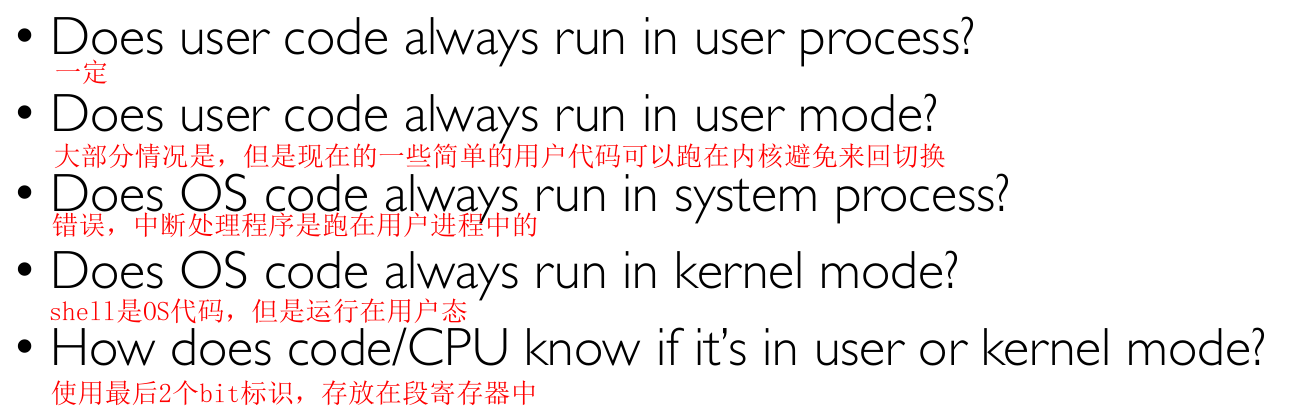 • Does user code always run in user process?
一定
• Does user code always run in user mode?
大部分情况是，但是现在的一些简单的用户代码可以跑在内核避免来回切换
• Does OS code always run in system process?
错误，中断处理程序是跑在用户进程中的
• Does OS code always run in kernel mode?
shell是OS代码，但是运行在用户态
• How does code/CPU know if it’s in user or kernel mode?
使用最后2个bit标识，存放在段寄存器中